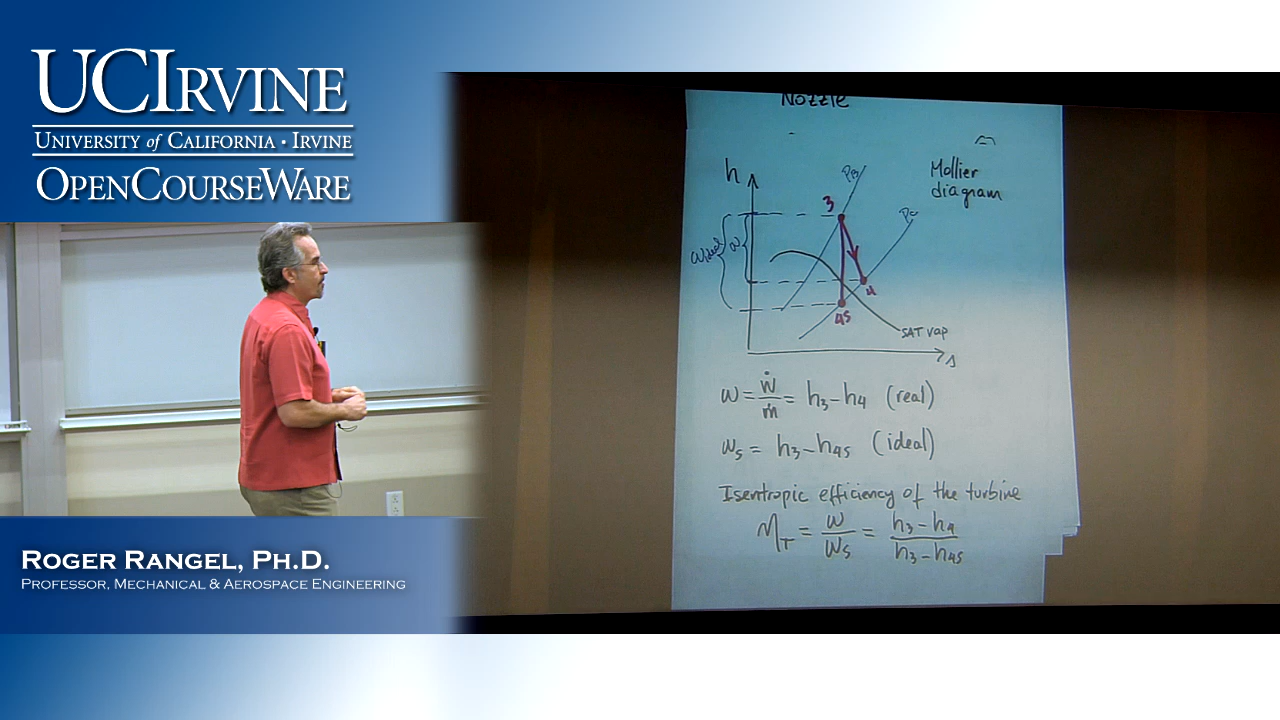 UCIRVINE
UNIVERSITY of CALIFORNIA • IRVINE
OPENCOURSEWARE
ROGER RANGEL, PH.D.
PROFESSOR, MECHANICAL & AEROSPACE ENGINEERING
Nozzle
Mollier
diagram
h
3
4
4s
w
SAT vap
s
w = Ẇ/ṁ = h₃ – h₄ (real)
wₛ = h₃ – h₄ₛ (ideal)
Isentropic efficiency of the turbine
η_T = w/wₛ = (h₃ – h₄)/(h₃ – h₄ₛ)